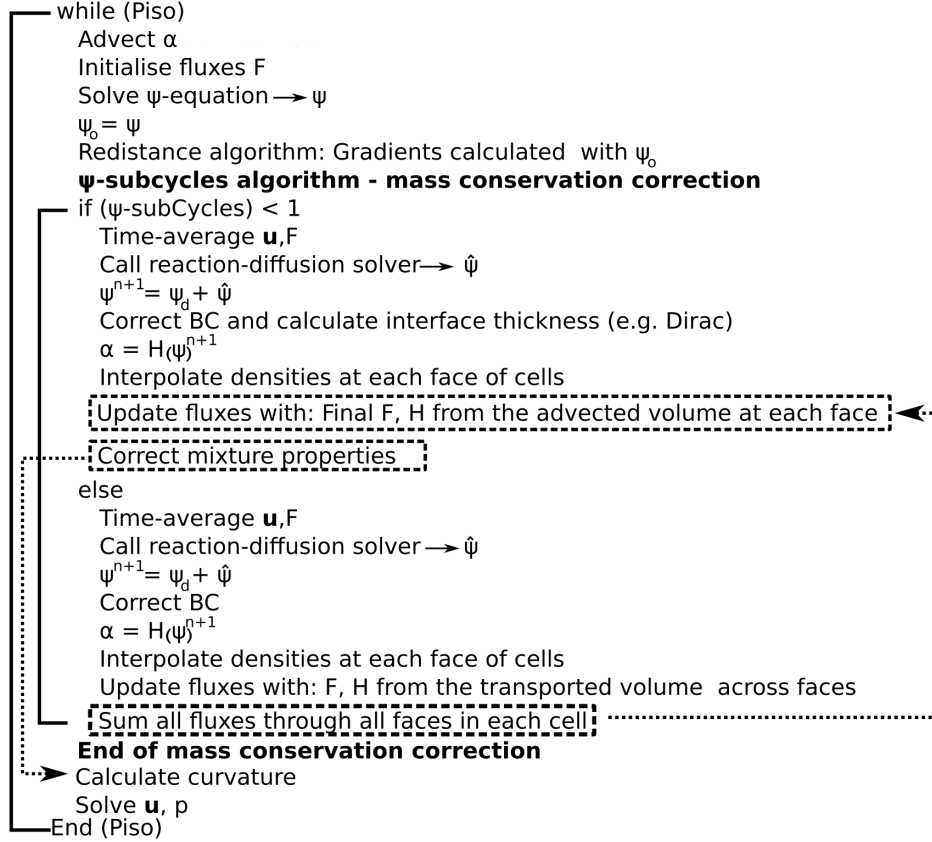 while (Piso)
Advect α
Initialise fluxes F
Solve ψ-equation → ψ
ψₒ = ψ
Redistance algorithm: Gradients calculated with ψₒ
ψ-subcycles algorithm - mass conservation correction
if (ψ-subCycles) < 1
Time-average u,F
Call reaction-diffusion solver → ψ̂
ψⁿ⁺¹= ψ_d + ψ̂
Correct BC and calculate interface thickness (e.g. Dirac)
α = H(ψ)ⁿ⁺¹
Interpolate densities at each face of cells
Update fluxes with: Final F, H from the advected volume at each face
Correct mixture properties
else
Time-average u,F
Call reaction-diffusion solver → ψ̂
ψⁿ⁺¹= ψ_d + ψ̂
Correct BC
α = H(ψ)ⁿ⁺¹
Interpolate densities at each face of cells
Update fluxes with: F, H from the transported volume across faces
Sum all fluxes through all faces in each cell
End of mass conservation correction
Calculate curvature
Solve u, p
End (Piso)